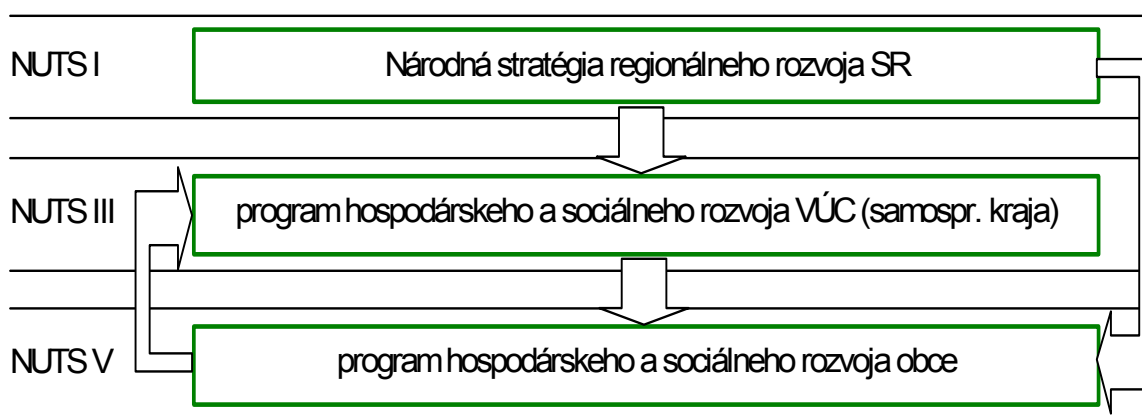 NUTS I
Národná stratégia regionálneho rozvoja SR
NUTS III
program hospodárskeho a sociálneho rozvoja VÚC (samospr. kraja)
NUTS V
program hospodárskeho a sociálneho rozvoja obce